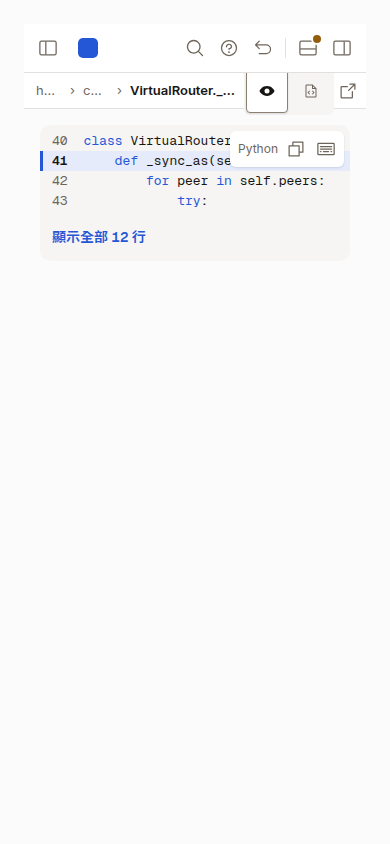 h... › c... › VirtualRouter._...
Python
40 class VirtualRouter
41 def _sync_as(se
42 for peer in self.peers:
43 try:
顯示全部 12 行